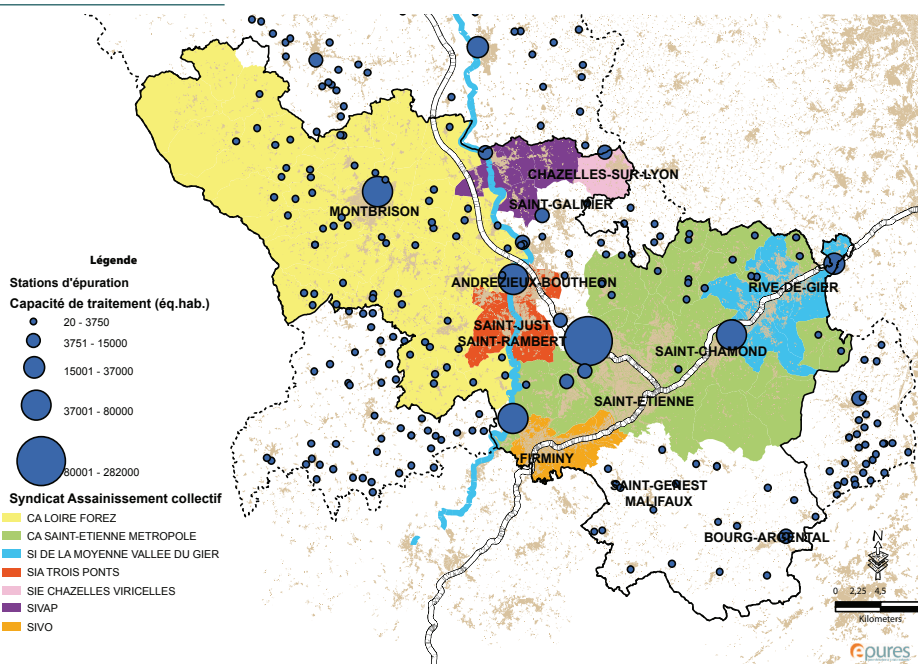 CHAZELLES-SUR-LYON
SAINT-GALMIER
MONTBRISON
ANDREZIEUX-BOUTHEON
RIVE-DE-GIER
SAINT-JUST
SAINT-RAMBERT
SAINT-CHAMOND
SAINT-ETIENNE
FIRMINY
SAINT-GENEST
MALIFAUX
BOURG-ARGENTAL
Légende
Stations d'épuration
Capacité de traitement (éq.hab.)
20 - 3750
3751 - 15000
15001 - 37000
37001 - 80000
80001 - 282000
Syndicat Assainissement collectif
CA LOIRE FOREZ
CA SAINT-ETIENNE METROPOLE
SI DE LA MOYENNE VALLEE DU GIER
SIA TROIS PONTS
SIE CHAZELLES VIRICELLES
SIVAP
SIVO
N
0 2,25 4,5
Kilometers
épures